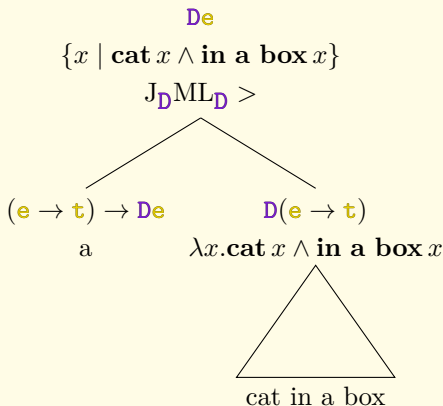 De
{x | cat x ∧ in a box x}
J_D ML_D >
(e → t) → De
D(e → t)
a
λx.cat x ∧ in a box x
cat in a box